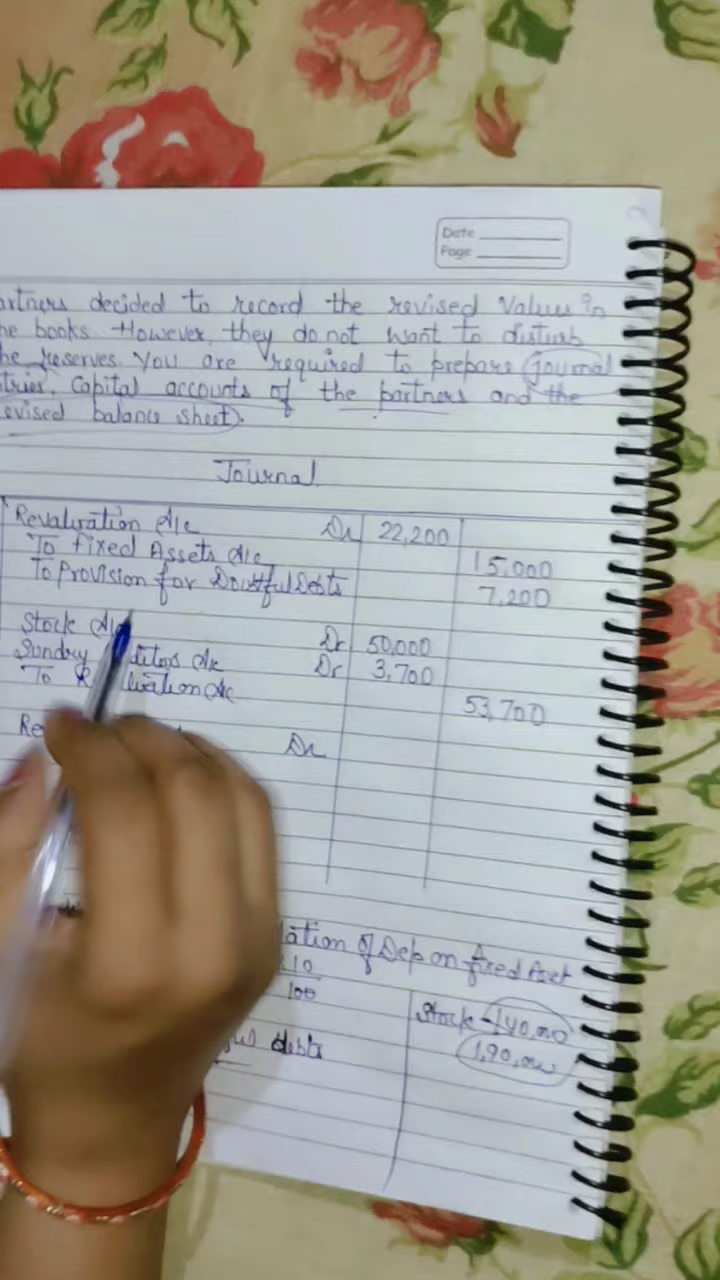 Date
Page
artners decided to record the revised Values in
he books. However, they do not want to disturb
he reserves. You are required to prepare journal
ntries, Capital accounts of the partners and the
evised balance sheet).
Journal
Revaluation A/c Dr 22,200
To fixed Assets A/c 15,000
To Provision for Doubtful Debts 7,200
Stock A/c Dr 50,000
Sundry ditors A/c Dr 3,700
To R luation A/c 53,700
Re Dr
lation of Dep on fixed Asset
10
100
Stock - 140,000
debts
1,90,000